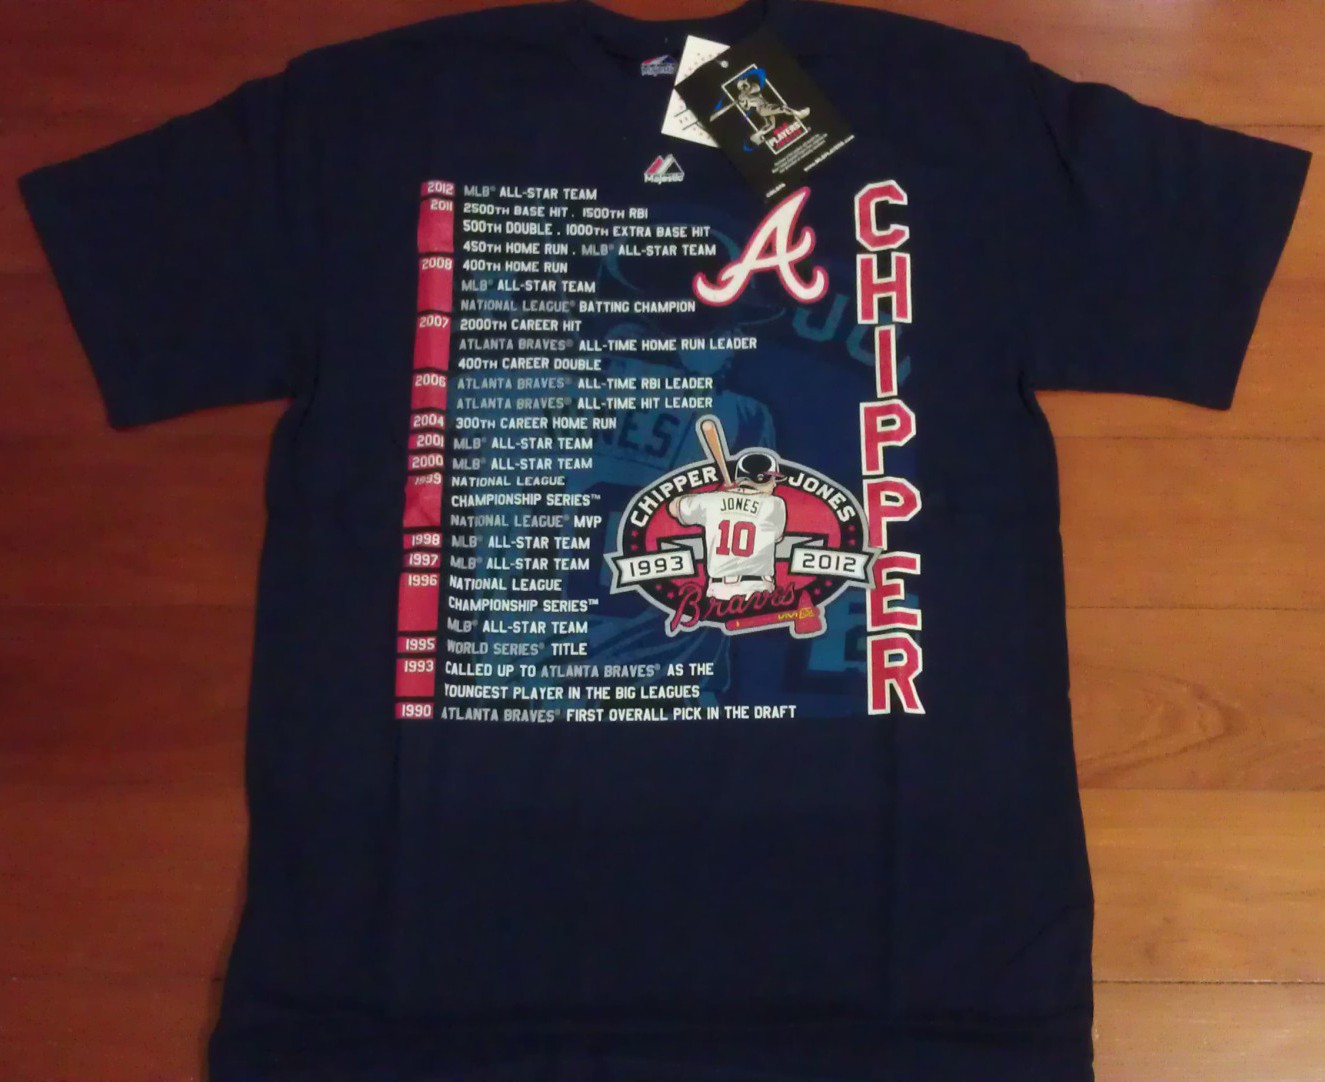 Majestic
PLAYERS
Majestic
2012 MLB® ALL-STAR TEAM
2011 2500TH BASE HIT . 1500TH RBI
500TH DOUBLE . 1000TH EXTRA BASE HIT
450TH HOME RUN . MLB® ALL-STAR TEAM
2008 400TH HOME RUN
MLB® ALL-STAR TEAM
NATIONAL LEAGUE® BATTING CHAMPION
2007 2000TH CAREER HIT
ATLANTA BRAVES® ALL-TIME HOME RUN LEADER
400TH CAREER DOUBLE
2006 ATLANTA BRAVES® ALL-TIME RBI LEADER
ATLANTA BRAVES® ALL-TIME HIT LEADER
2004 300TH CAREER HOME RUN
2001 MLB® ALL-STAR TEAM
2000 MLB® ALL-STAR TEAM
1999 NATIONAL LEAGUE
CHAMPIONSHIP SERIES™
NATIONAL LEAGUE® MVP
1998 MLB® ALL-STAR TEAM
1997 MLB® ALL-STAR TEAM
1996 NATIONAL LEAGUE
CHAMPIONSHIP SERIES™
MLB® ALL-STAR TEAM
1995 WORLD SERIES® TITLE
1993 CALLED UP TO ATLANTA BRAVES® AS THE
YOUNGEST PLAYER IN THE BIG LEAGUES
1990 ATLANTA BRAVES® FIRST OVERALL PICK IN THE DRAFT
A
CHIPPER
CHIPPER JONES
JONES
10
1993 2012
Braves